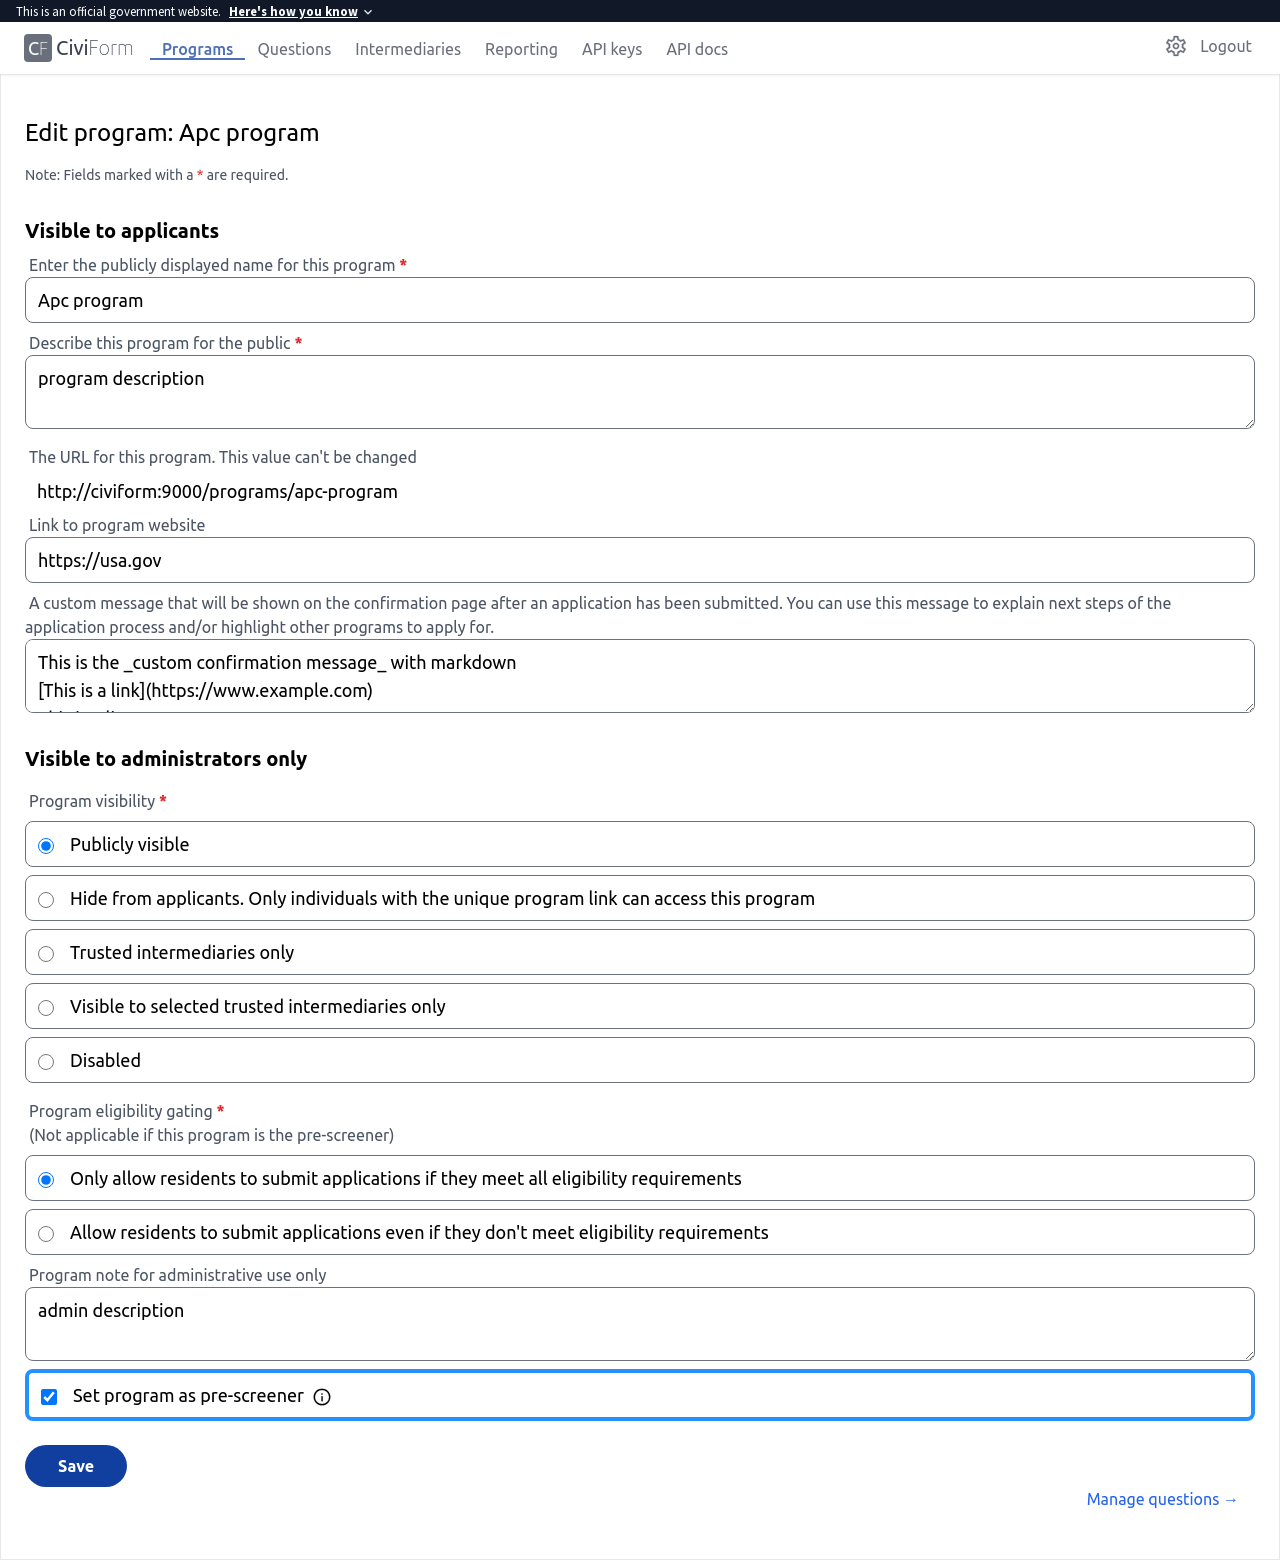 This is an official government website. Here's how you know
CF CiviForm Programs Questions Intermediaries Reporting API keys API docs Logout
Edit program: Apc program
Note: Fields marked with a * are required.
Visible to applicants
Enter the publicly displayed name for this program *
Apc program
Describe this program for the public *
program description
The URL for this program. This value can't be changed
http://civiform:9000/programs/apc-program
Link to program website
https://usa.gov
A custom message that will be shown on the confirmation page after an application has been submitted. You can use this message to explain next steps of the
application process and/or highlight other programs to apply for.
This is the _custom confirmation message_ with markdown
[This is a link](https://www.example.com)
Visible to administrators only
Program visibility *
Publicly visible
Hide from applicants. Only individuals with the unique program link can access this program
Trusted intermediaries only
Visible to selected trusted intermediaries only
Disabled
Program eligibility gating *
(Not applicable if this program is the pre-screener)
Only allow residents to submit applications if they meet all eligibility requirements
Allow residents to submit applications even if they don't meet eligibility requirements
Program note for administrative use only
admin description
Set program as pre-screener
Save
Manage questions →